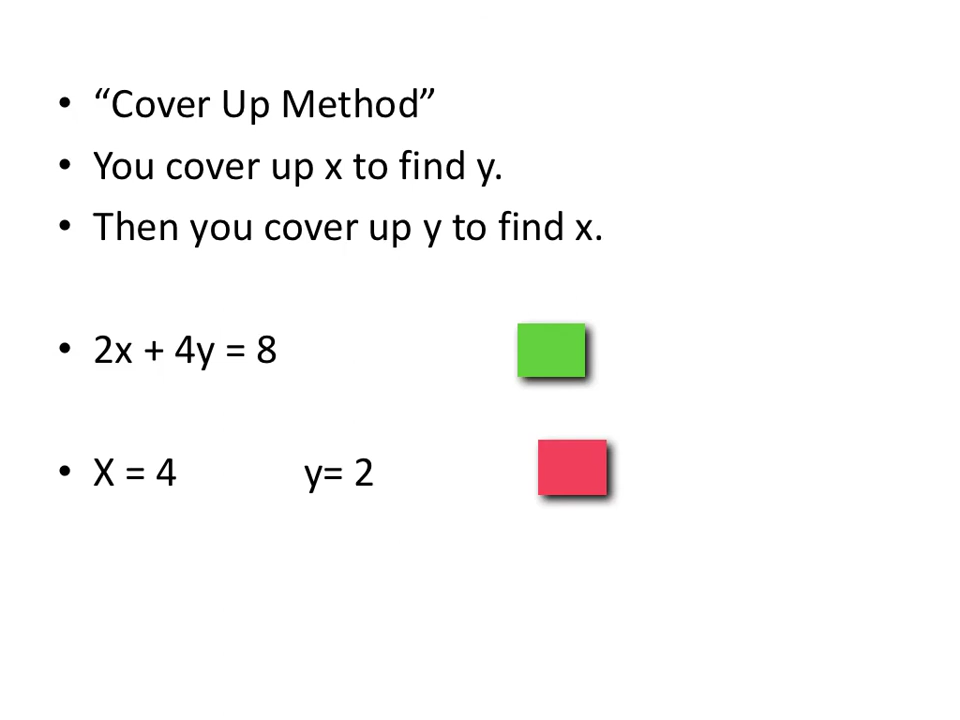 • “Cover Up Method”
• You cover up x to find y.
• Then you cover up y to find x.
• 2x + 4y = 8
• X = 4 y= 2